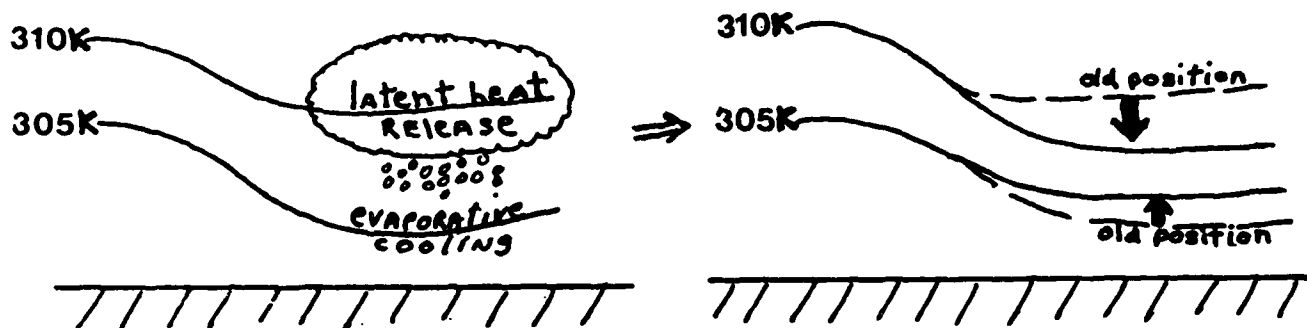 310K
latent heat
RELEASE
305K
evaporative
cooling
310K
old position
305K
old position